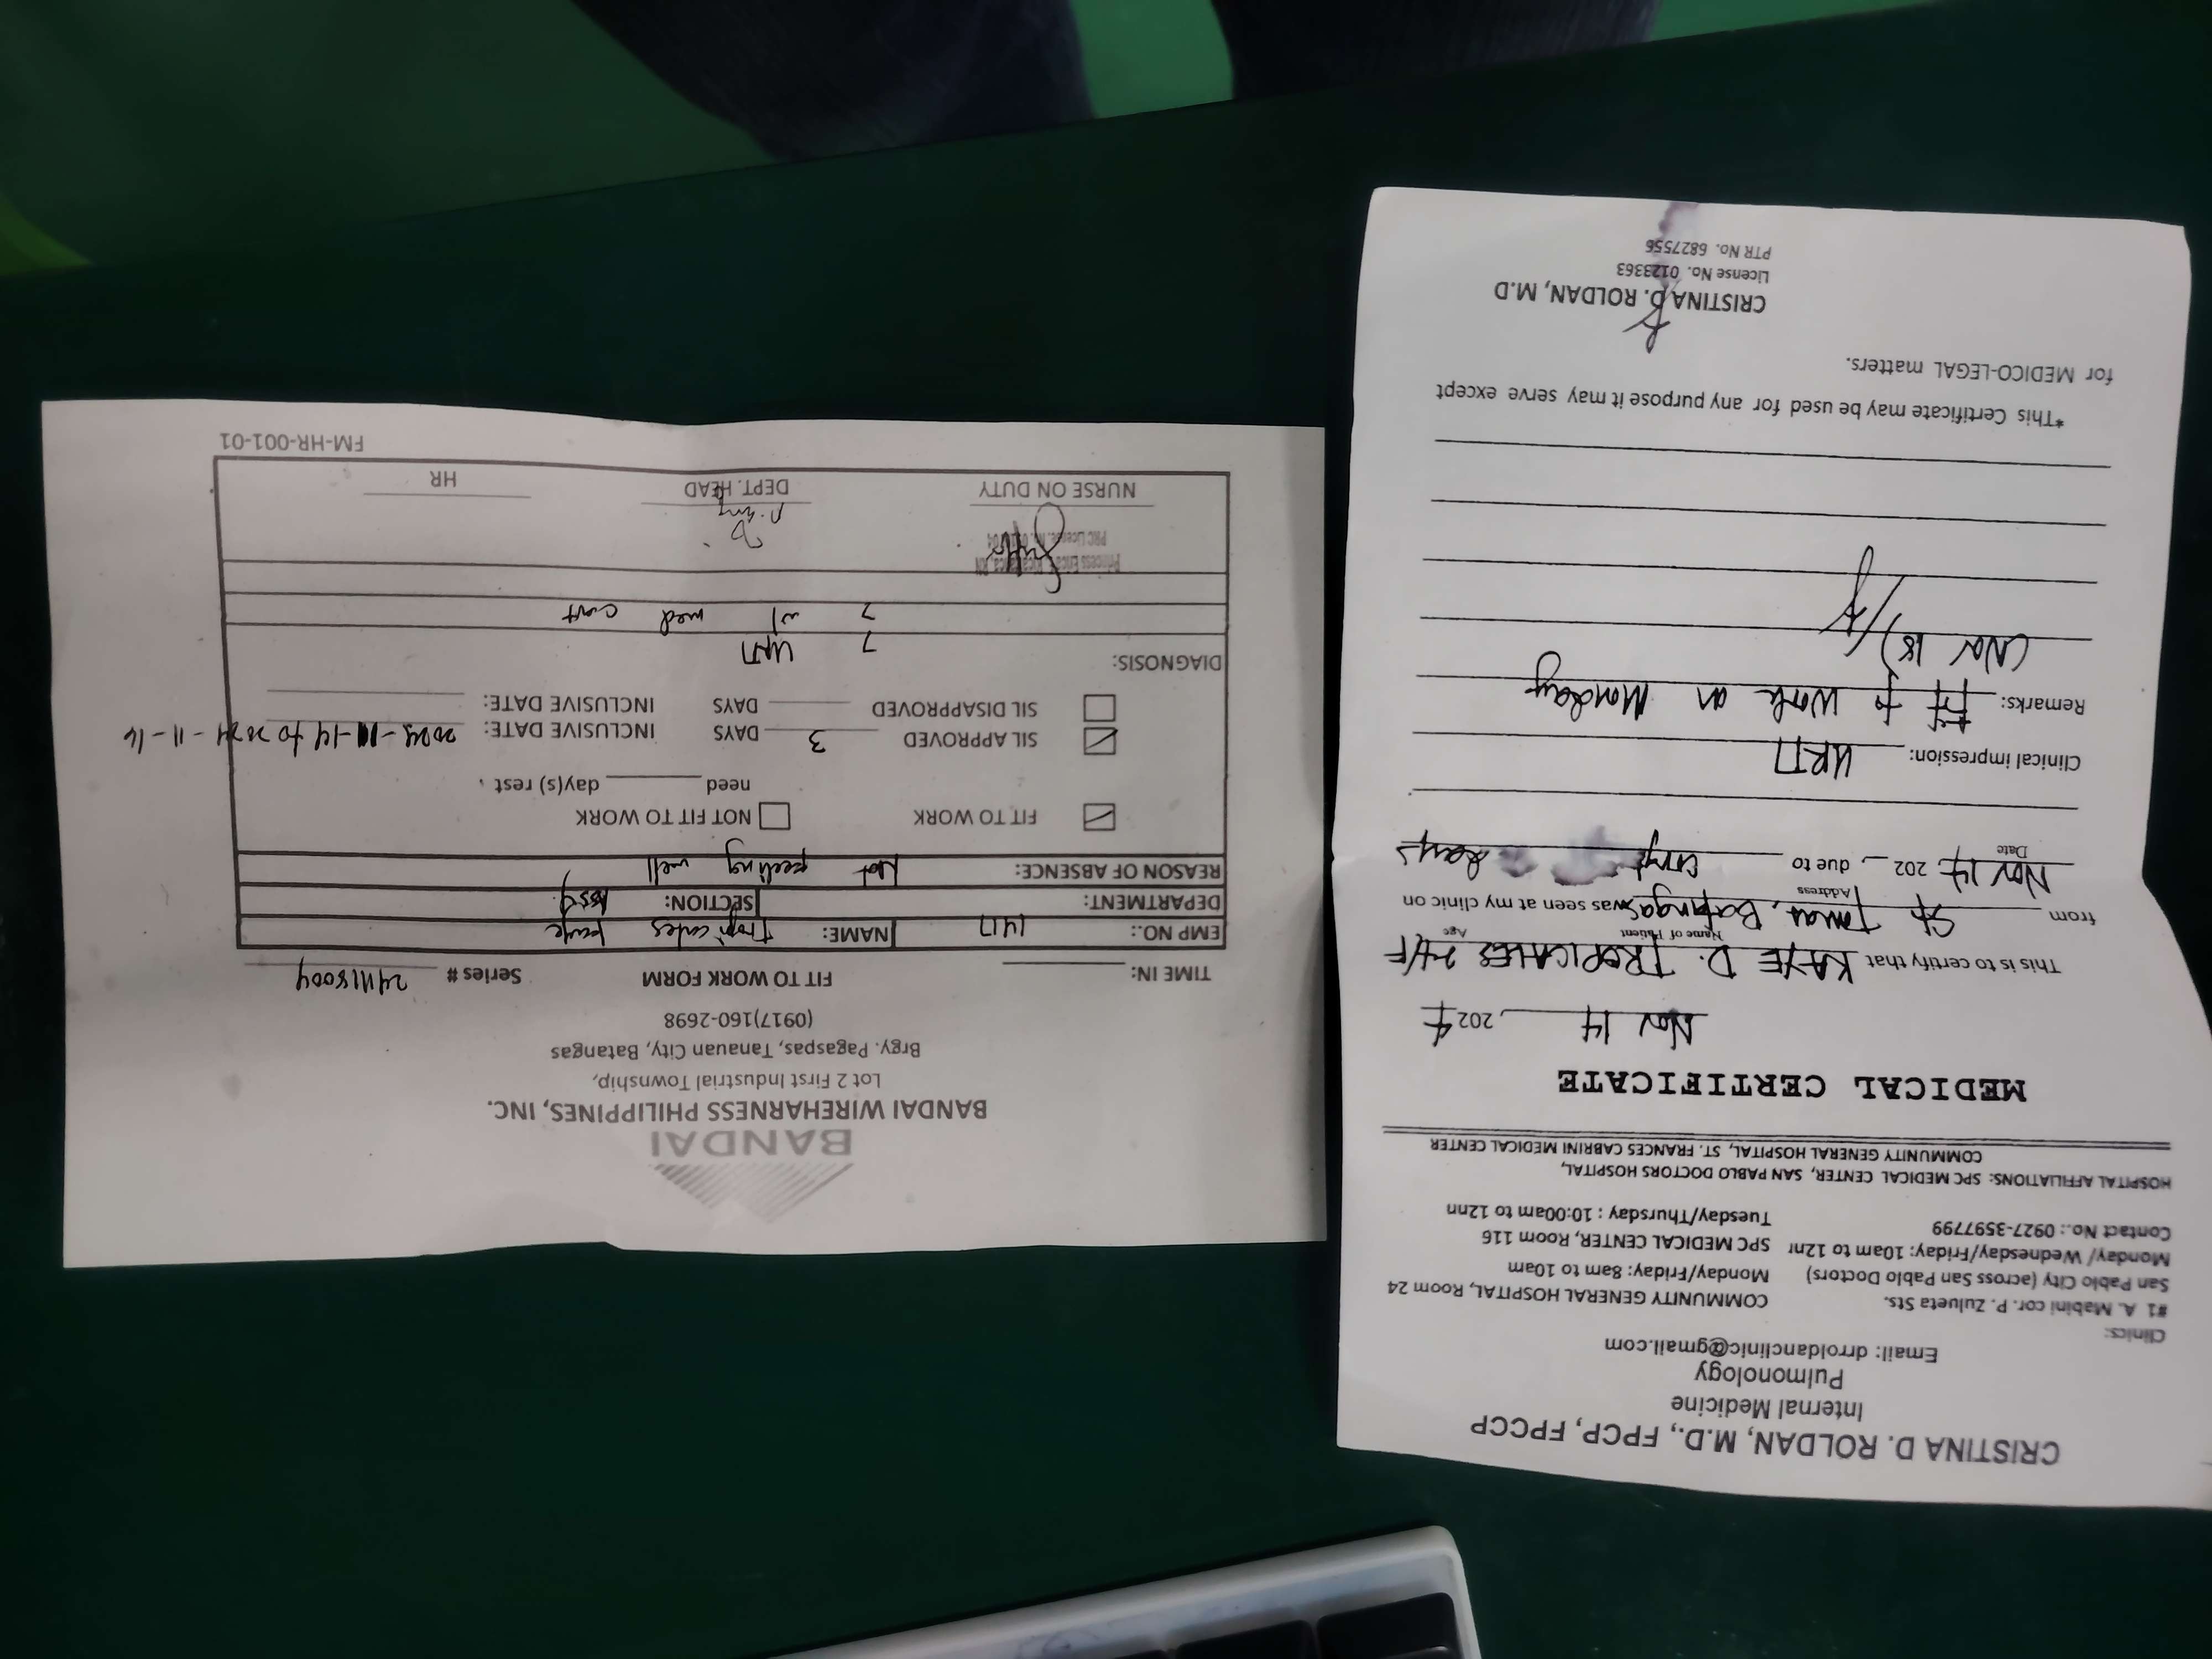 CRISTINA D. ROLDAN, M.D., FPCP, FPCCP
Internal Medicine
Pulmonology
Email: drroldanclinic@gmail.com
Clinics:
#1 A. Mabini cor. P. Zulueta Sts.
San Pablo City (across San Pablo Doctors)
Monday/ Wednesday/Friday: 10am to 12nr
Contact No.: 0927-3597799
COMMUNITY GENERAL HOSPITAL, Room 24
Monday/Friday: 8am to 10am
SPC MEDICAL CENTER, Room 116
Tuesday/Thursday : 10:00am to 12nn
HOSPITAL AFFILIATIONS: SPC MEDICAL CENTER, SAN PABLO DOCTORS HOSPITAL,
COMMUNITY GENERAL HOSPITAL, ST. FRANCES CABRINI MEDICAL CENTER
MEDICAL CERTIFICATE
Nov 14, 2024
This is to certify that KAYE D. TROPICALES 24/F
Name of Patient Age
from Sto Tomas, Batangas was seen at my clinic on
Address
Nov 14 202, due to days
Date
Clinical impression: URTI
Remarks: Fit to work on Monday
(Nov 18)
*This Certificate may be used for any purpose it may serve except
for MEDICO-LEGAL matters.
CRISTINA D. ROLDAN, M.D
License No. 0123363
PTR No. 6827556
BANDAI
BANDAI WIREHARNESS PHILIPPINES, INC.
Lot 2 First Industrial Township,
Brgy. Pagaspas, Tanauan City, Batangas
(0917)160-2698
TIME IN: FIT TO WORK FORM Series # 24118004
EMP NO.: 1417 NAME: Tropicales Kaye
DEPARTMENT: SECTION: Assy.
REASON OF ABSENCE: Not feeling well
FIT TO WORK NOT FIT TO WORK
need day(s) rest.
SIL APPROVED 3 DAYS INCLUSIVE DATE: 2024-11-14 to 2024-11-16
SIL DISAPPROVED DAYS INCLUSIVE DATE:
DIAGNOSIS: URTI
w/ med cert
PRC License. No.
NURSE ON DUTY DEPT. HEAD HR
FM-HR-001-01